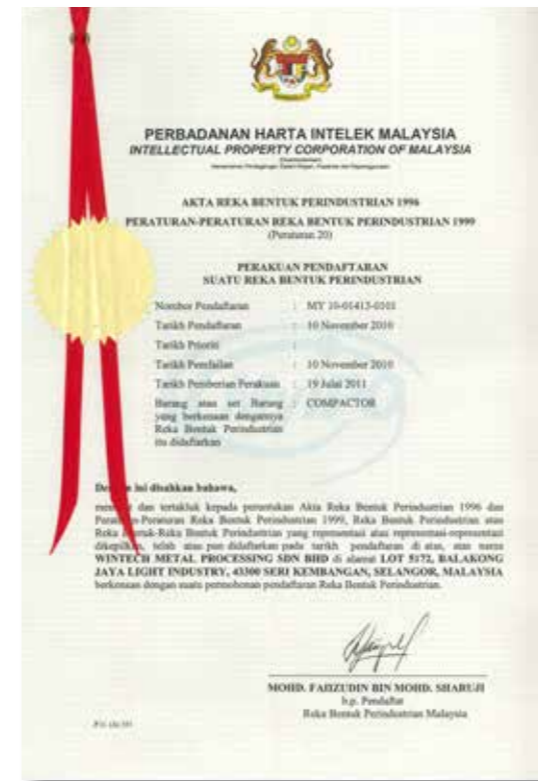 PERBADANAN HARTA INTELEK MALAYSIA
INTELLECTUAL PROPERTY CORPORATION OF MALAYSIA
AKTA REKA BENTUK PERINDUSTRIAN 1996
PERATURAN-PERATURAN REKA BENTUK PERINDUSTRIAN 1999
(Peraturan 20)
PERAKUAN PENDAFTARAN
SUATU REKA BENTUK PERINDUSTRIAN
Nombor Pendaftaran : MY 10-01413-0101
Tarikh Pendaftaran : 10 November 2010
Tarikh Prioriti :
Tarikh Pemfailan : 10 November 2010
Tarikh Pemberian Perakuan : 19 Julai 2011
Barang atau set Barang : COMPACTOR
yang berkenaan dengannya
Reka Bentuk Perindustrian
itu didaftarkan
ini disahkan bahawa,
dan tertakluk kepada peruntukan Akta Reka Bentuk Perindustrian 1996 dan
Peraturan-Peraturan Reka Bentuk Perindustrian 1999, Reka Bentuk Perindustrian atau
Reka Bentuk-Reka Bentuk Perindustrian yang representasi atau representasi-representasi
dikepilkan, telah atau pun didaftarkan pada tarikh pendaftaran di atas, atas nama
WINTECH METAL PROCESSING SDN BHD di alamat LOT 5172, BALAKONG
JAYA LIGHT INDUSTRY, 43300 SERI KEMBANGAN, SELANGOR, MALAYSIA
berkenaan dengan suatu permohonan pendaftaran Reka Bentuk Perindustrian.
MOHD. FAIIZUDIN BIN MOHD. SHARUJI
b.p. Pendaftar
Reka Bentuk Perindustrian Malaysia